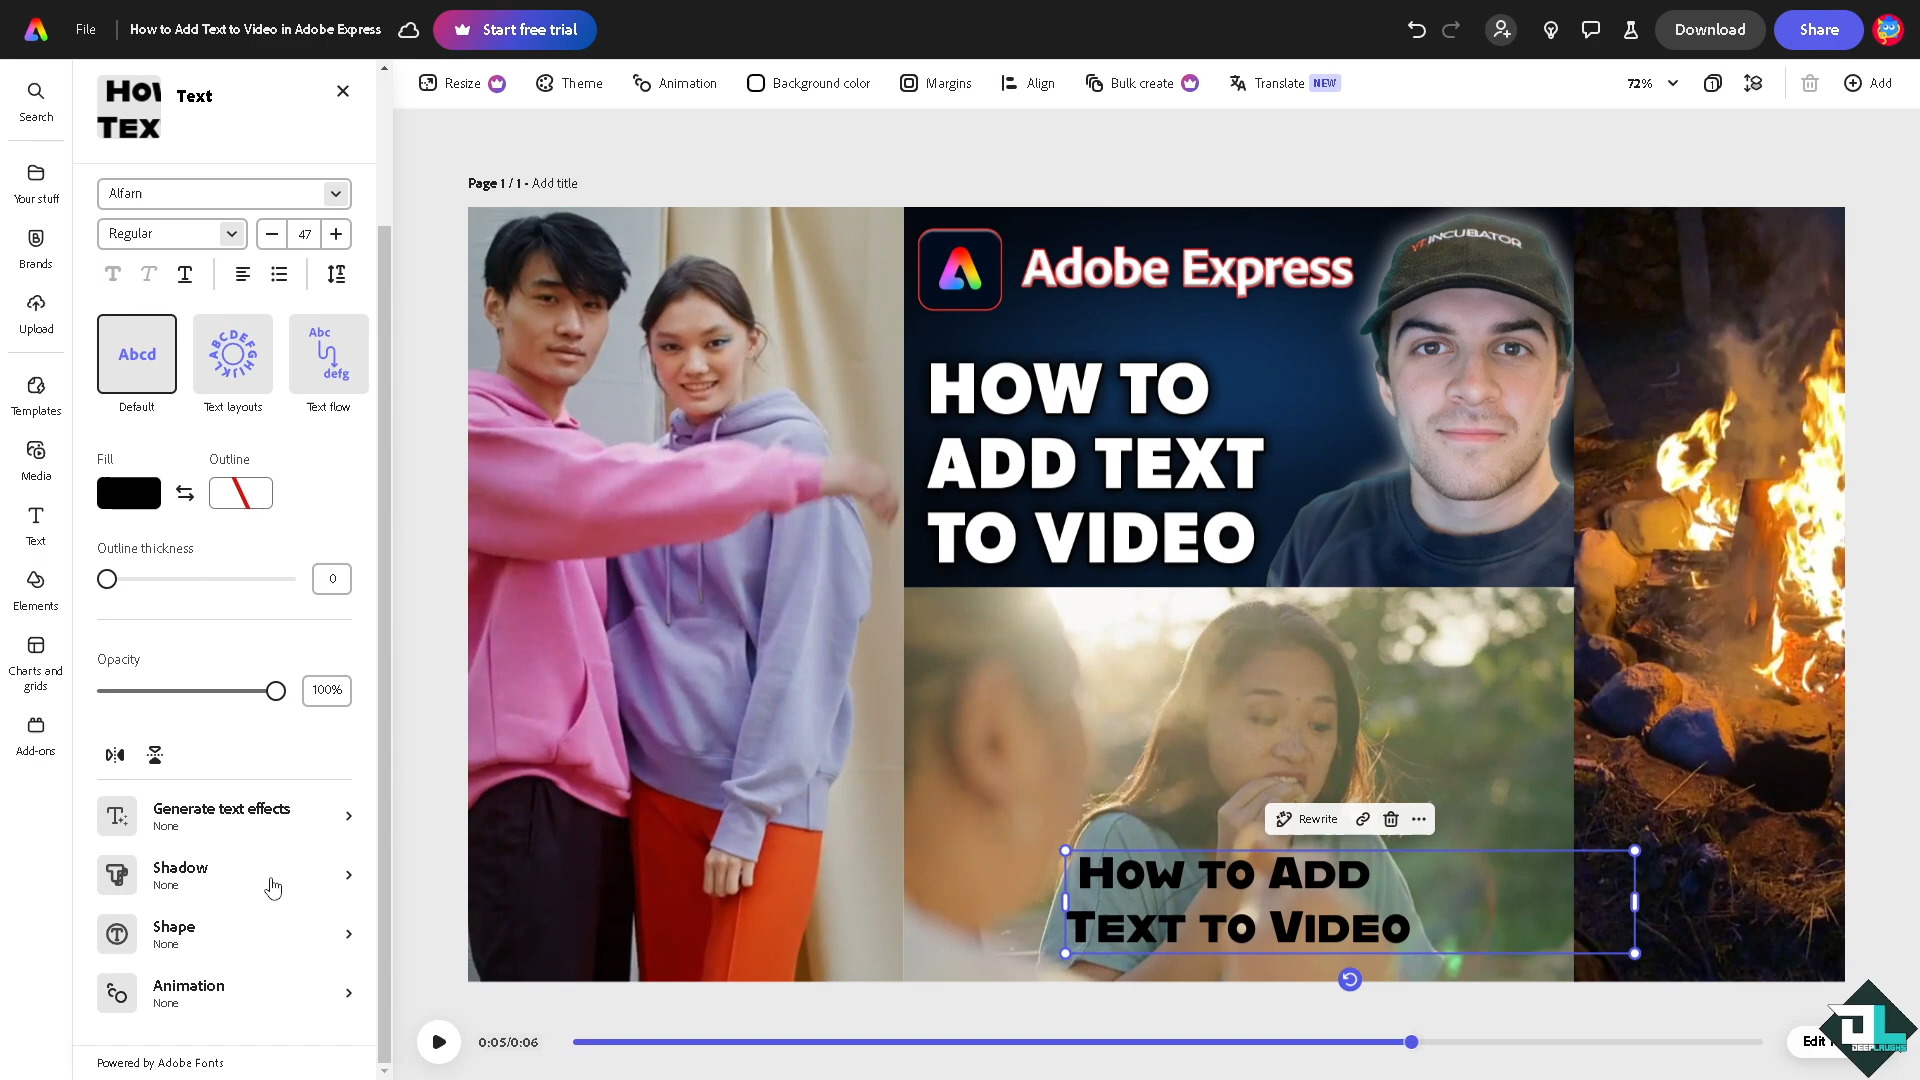 File
How to Add Text to Video in Adobe Express
Start free trial
Download
Share
Resize
Theme
Animation
Background color
Margins
Align
Bulk create
Translate NEW
72%
1
Add
Search
Your stuff
Brands
Upload
Templates
Media
Text
Elements
Charts and
grids
Add-ons
Text
Alfarn
Regular
47
Abcd
Abc
defg
Default
Text layouts
Text flow
Fill
Outline
Outline thickness
0
Opacity
100%
Generate text effects
None
Shadow
None
Shape
None
Animation
None
Powered by Adobe Fonts
Page 1 / 1 - Add title
Adobe Express
INCUBATOR
HOW TO
ADD TEXT
TO VIDEO
Rewrite
How to Add
Text to Video
0:05/0:06
Edit
DEEPLAUGHS